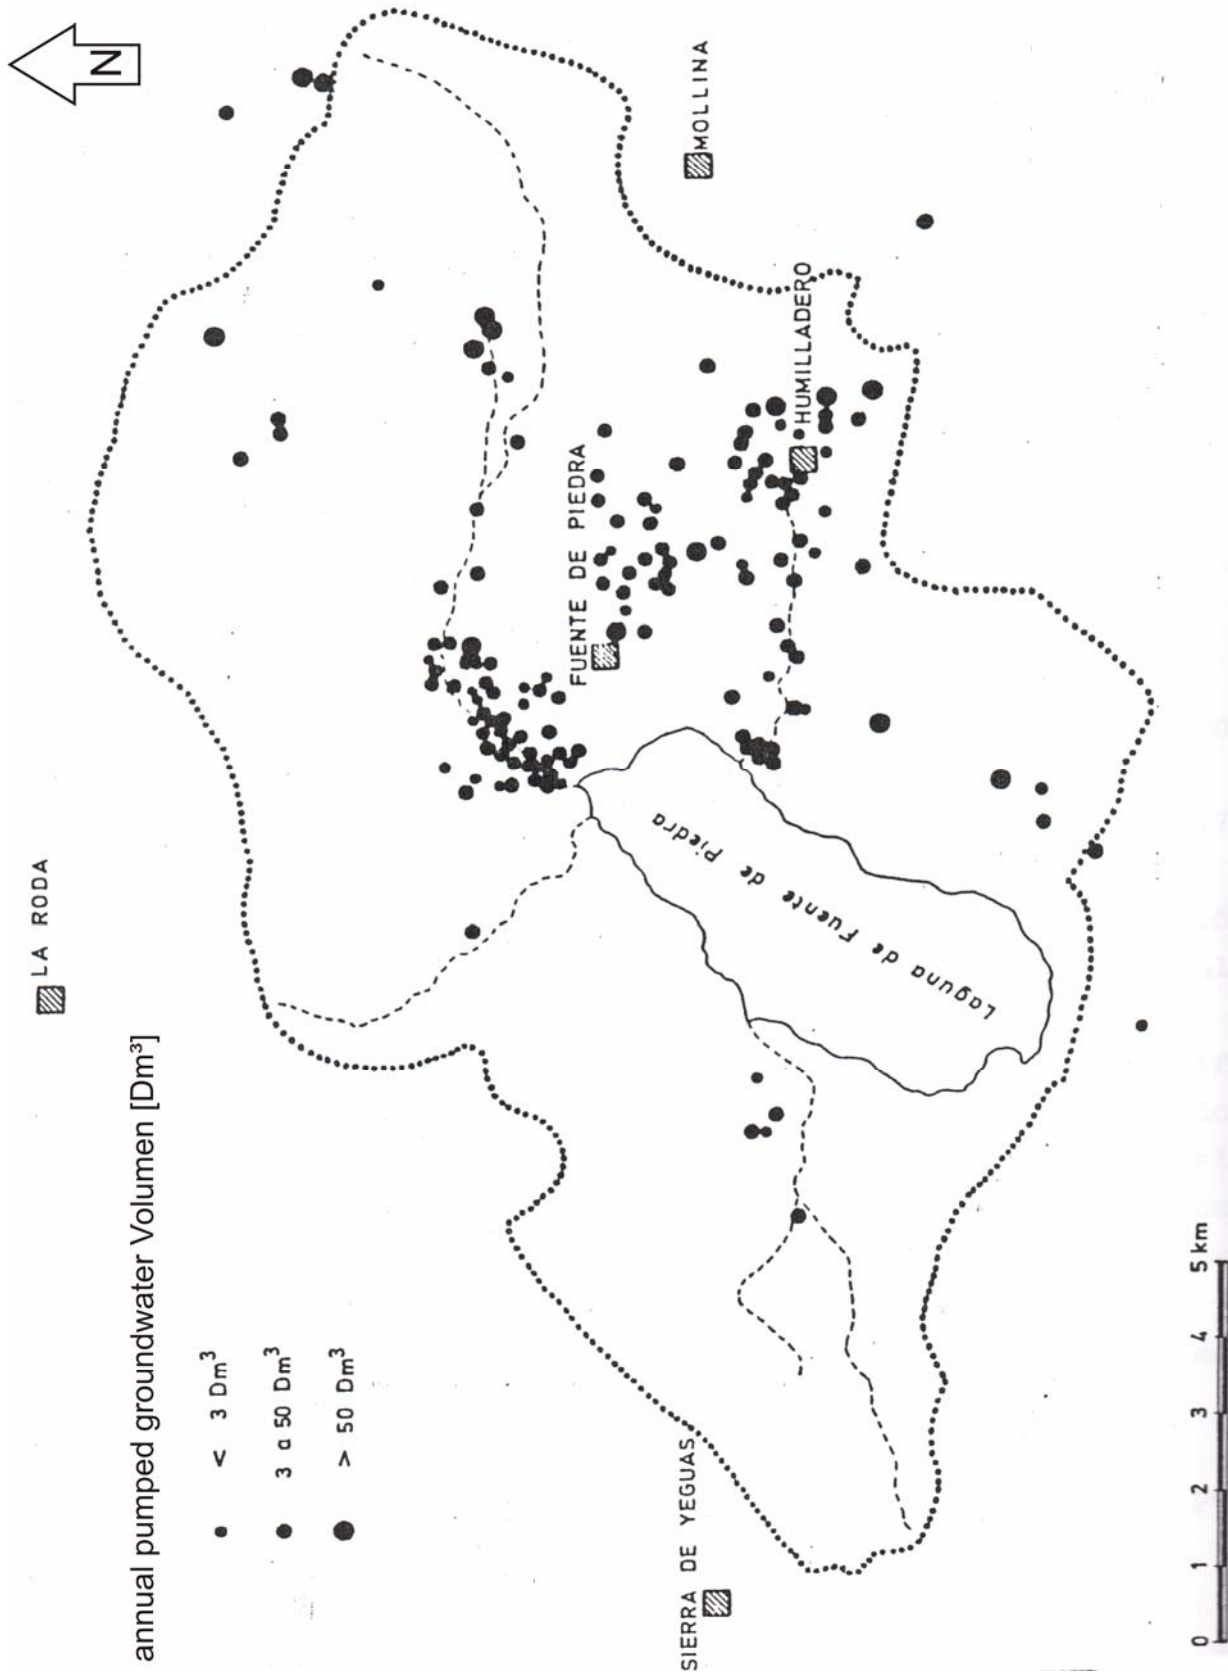 N
LA RODA
annual pumped groundwater Volumen [Dm³]
< 3 Dm³
3 a 50 Dm³
> 50 Dm³
MOLLINA
HUMILLADERO
FUENTE DE PIEDRA
Laguna de Fuente de Piedra
SIERRA DE YEGUAS
0 1 2 3 4 5 km